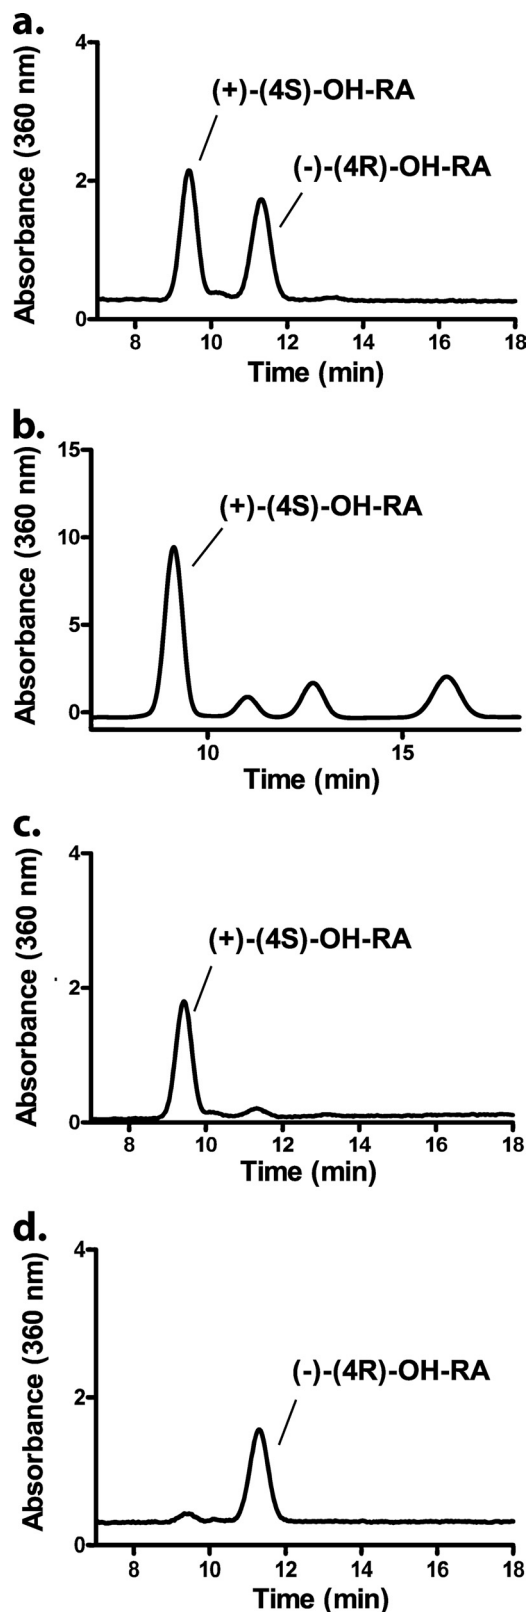 a.
Absorbance (360 nm)
4
2
0
(+)-(4S)-OH-RA
(-)-(4R)-OH-RA
8 10 12 14 16 18
Time (min)
b.
Absorbance (360 nm)
15
10
5
0
(+)-(4S)-OH-RA
10 15
Time (min)
c.
Absorbance (360 nm)
4
2
0
(+)-(4S)-OH-RA
8 10 12 14 16 18
Time (min)
d.
Absorbance (360 nm)
4
2
0
(-)-(4R)-OH-RA
8 10 12 14 16 18
Time (min)